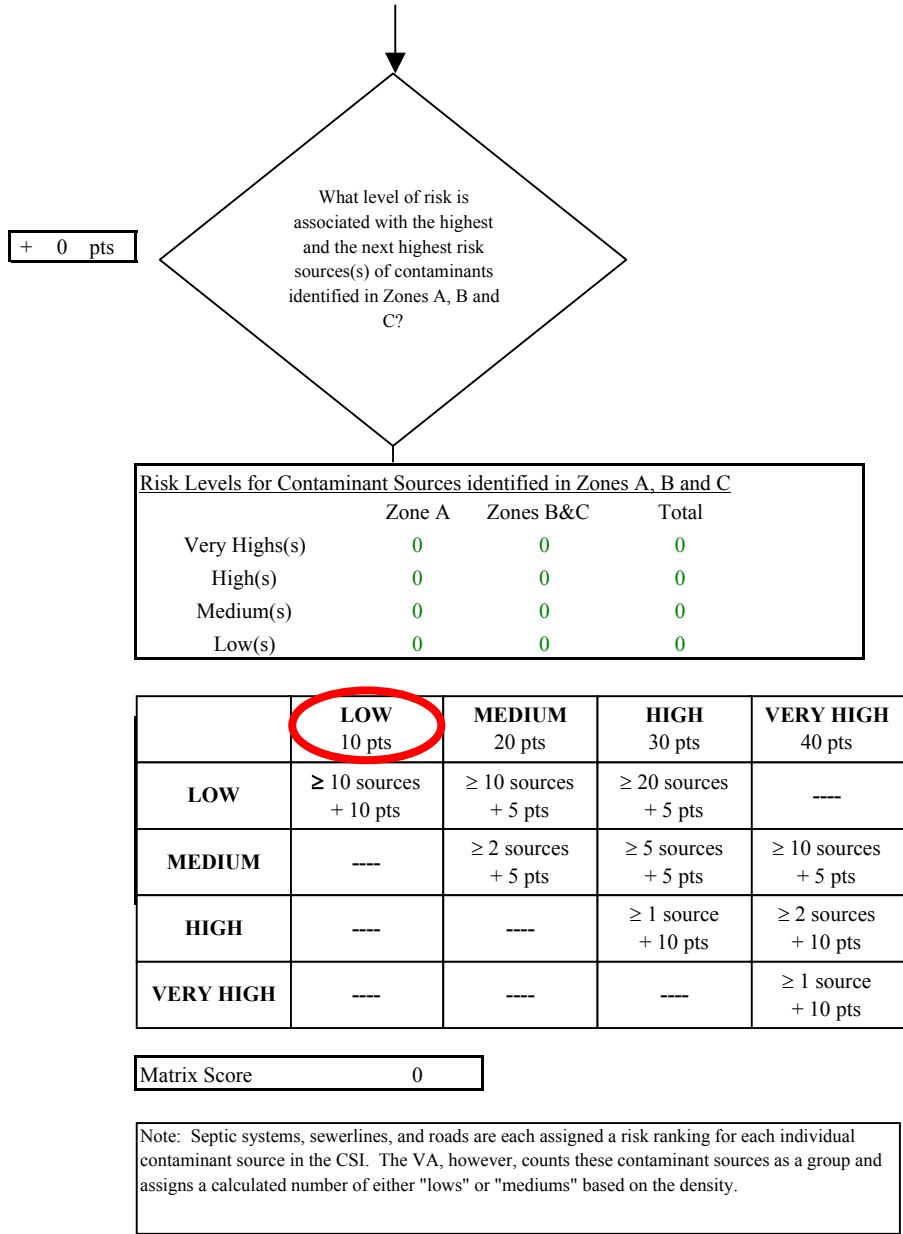 What level of risk is
associated with the highest
and the next highest risk
sources(s) of contaminants
identified in Zones A, B and
C?
+ 0 pts
Risk Levels for Contaminant Sources identified in Zones A, B and C
Zone A Zones B&C Total
Very Highs(s) 0 0 0
High(s) 0 0 0
Medium(s) 0 0 0
Low(s) 0 0 0
LOW MEDIUM HIGH VERY HIGH
10 pts 20 pts 30 pts 40 pts
LOW ≥ 10 sources ≥ 10 sources ≥ 20 sources ----
+ 10 pts + 5 pts + 5 pts
MEDIUM ---- ≥ 2 sources ≥ 5 sources ≥ 10 sources
+ 5 pts + 5 pts + 5 pts
HIGH ---- ---- ≥ 1 source ≥ 2 sources
+ 10 pts + 10 pts
VERY HIGH ---- ---- ---- ≥ 1 source
+ 10 pts
Matrix Score 0
Note: Septic systems, sewerlines, and roads are each assigned a risk ranking for each individual
contaminant source in the CSI. The VA, however, counts these contaminant sources as a group and
assigns a calculated number of either "lows" or "mediums" based on the density.